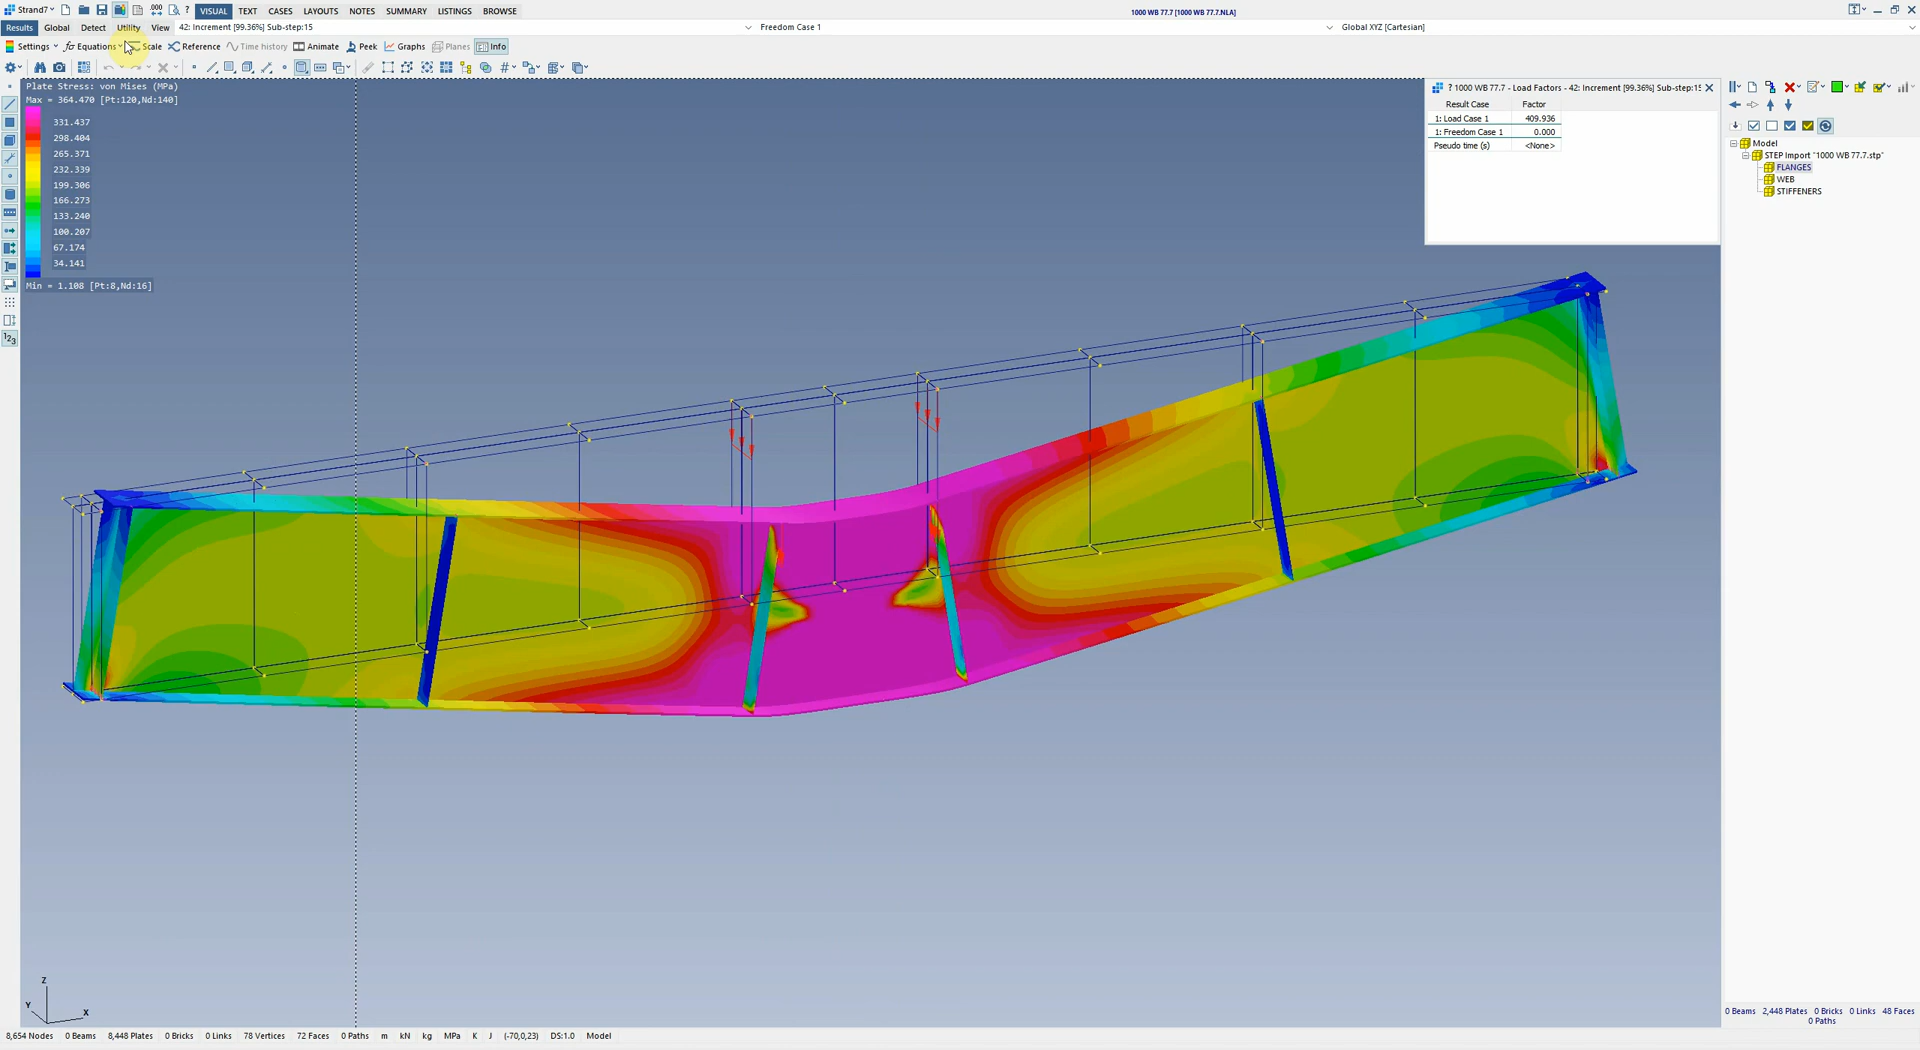 Strand7 VISUAL TEXT CASES LAYOUTS NOTES SUMMARY LISTINGS BROWSE 1000 WB 77.7 [1000 WB 77.7.NLA]
Results Global Detect Utility View 42: Increment [99.36%] Sub-step:15 Freedom Case 1 Global XYZ [Cartesian]
Settings Equations Scale Reference Time history Animate Peek Graphs Planes Info
Plate Stress: von Mises (MPa)
Max = 364.470 [Pt:120,Nd:140]
331.437
298.404
265.371
232.339
199.306
166.273
133.240
100.207
67.174
34.141
Min = 1.108 [Pt:8,Nd:16]
? 1000 WB 77.7 - Load Factors - 42: Increment [99.36%] Sub-step:15
Result Case Factor
1: Load Case 1 409.936
1: Freedom Case 1 0.000
Pseudo time (s) <None>
Model
STEP Import "1000 WB 77.7.stp"
FLANGES
WEB
STIFFENERS
Z
Y
X
0 Beams 2,448 Plates 0 Bricks 0 Links 48 Faces
0 Paths
8,654 Nodes 0 Beams 8,448 Plates 0 Bricks 0 Links 78 Vertices 72 Faces 0 Paths m kN kg MPa K J (-70,0,23) DS:1.0 Model